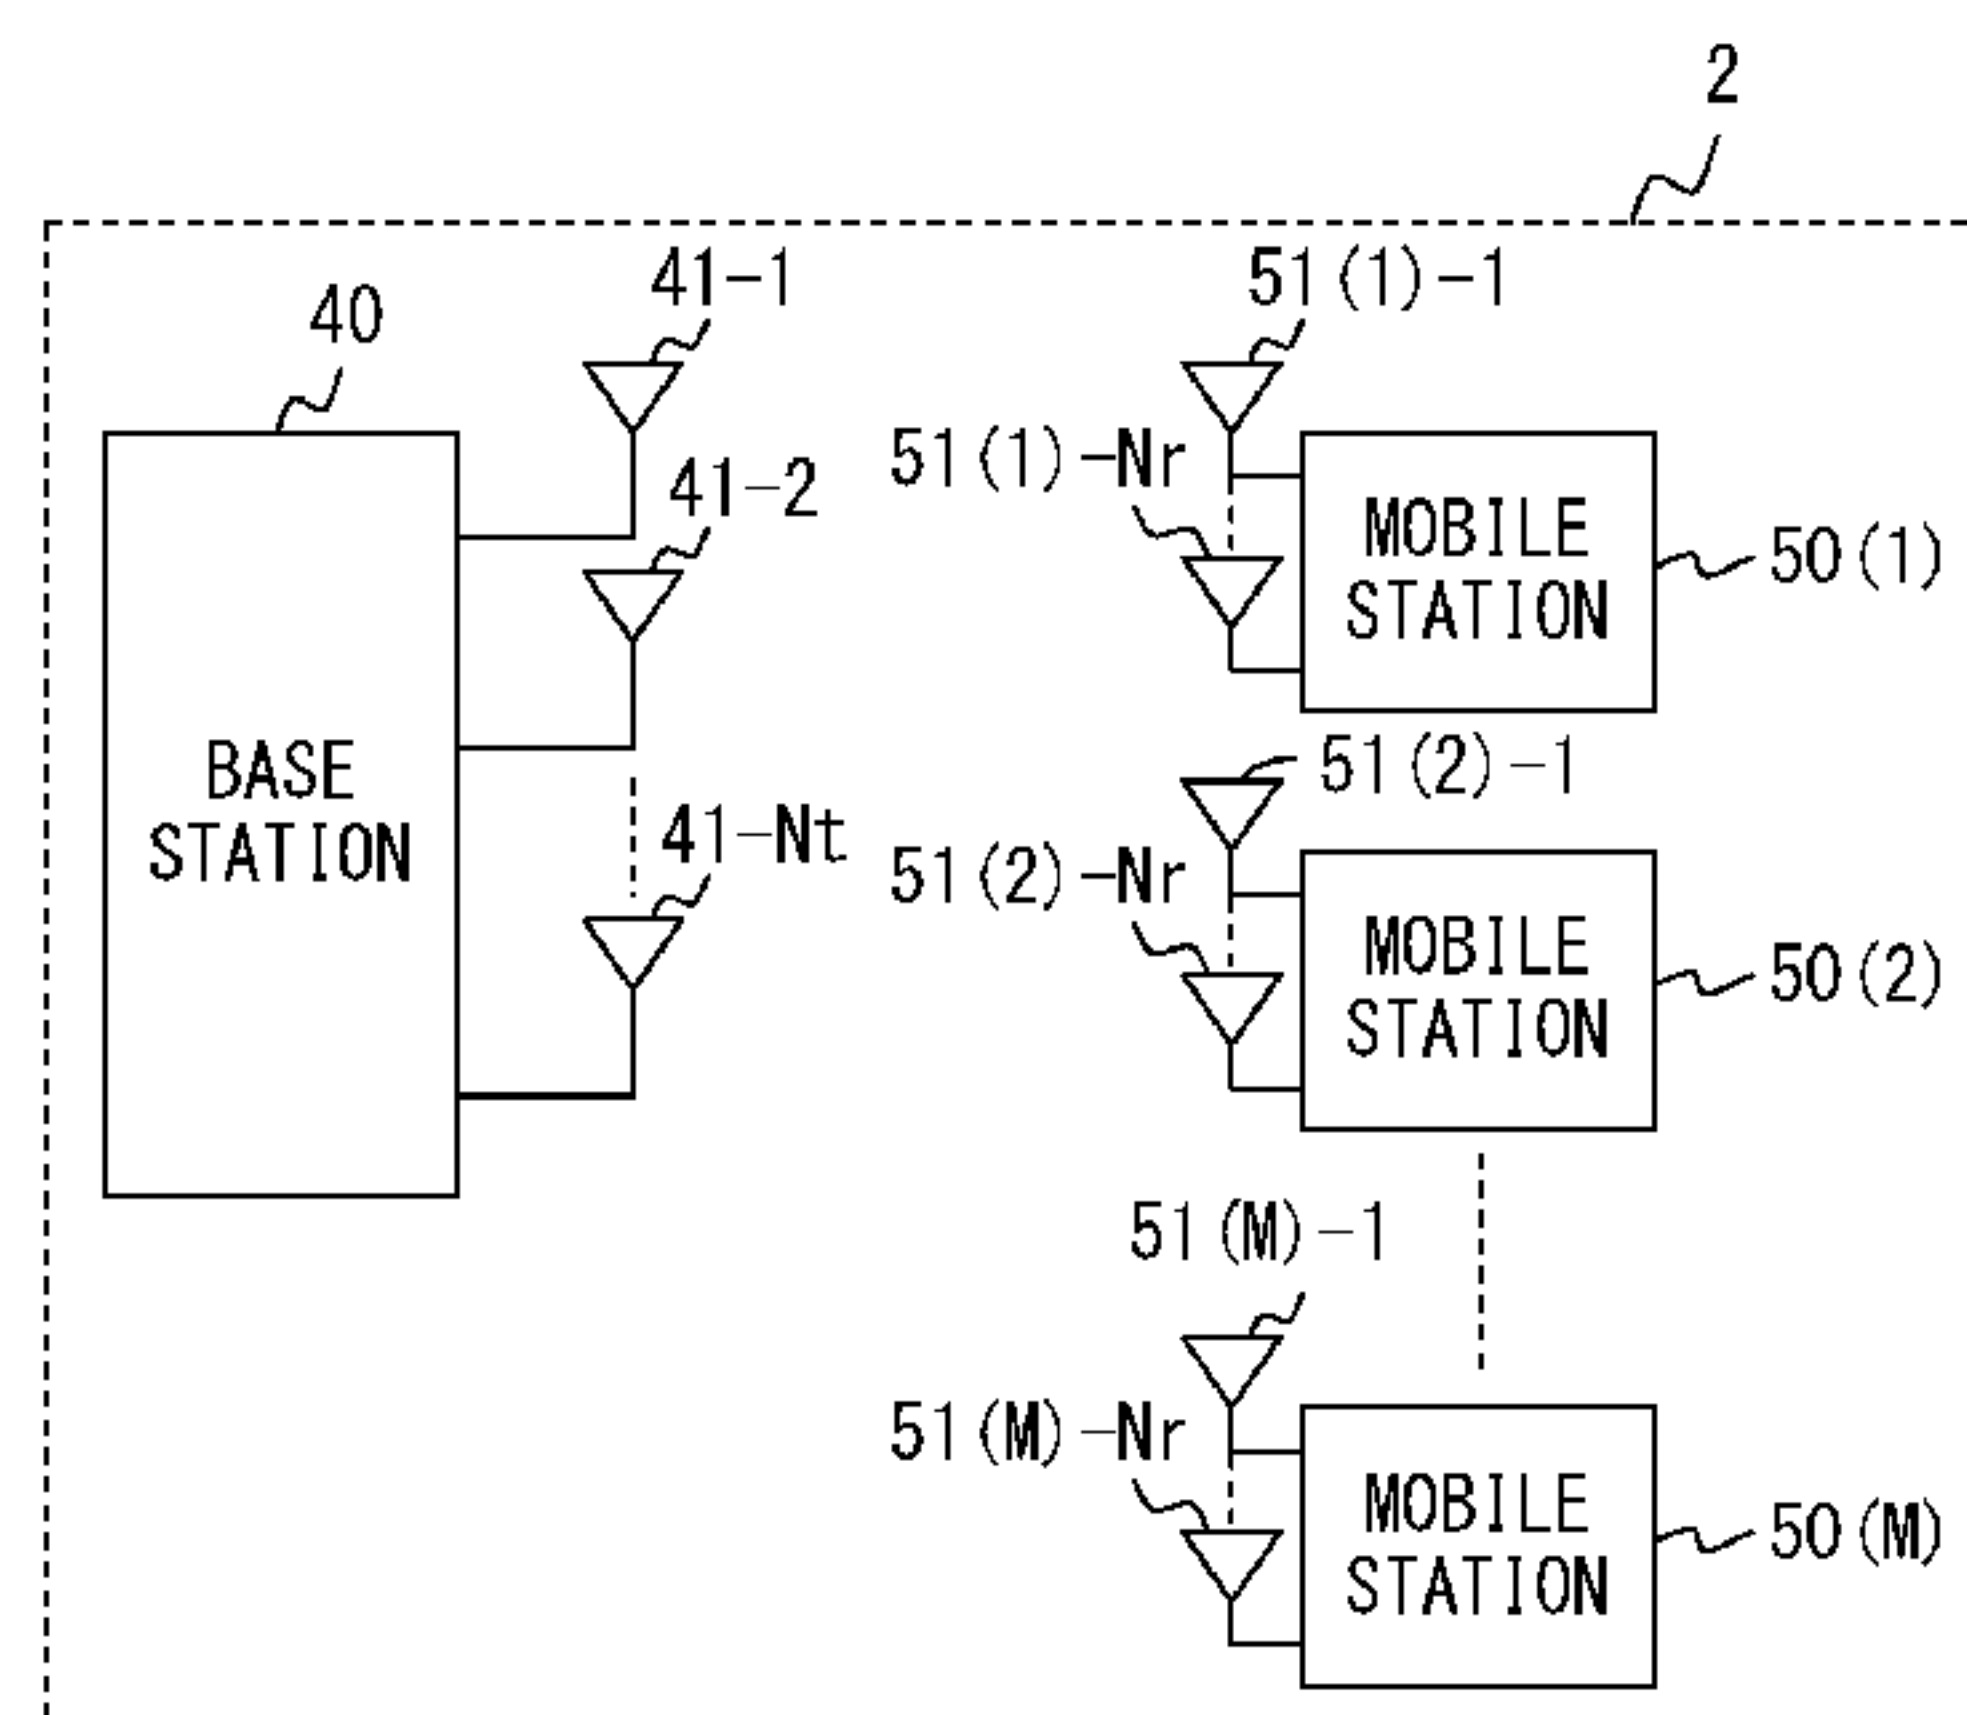 2
40
41-1
51(1)-1
41-2
51(1)-Nr
MOBILE
STATION
50(1)
BASE
STATION
41-Nt
51(2)-1
51(2)-Nr
MOBILE
STATION
50(2)
51(M)-1
51(M)-Nr
MOBILE
STATION
50(M)